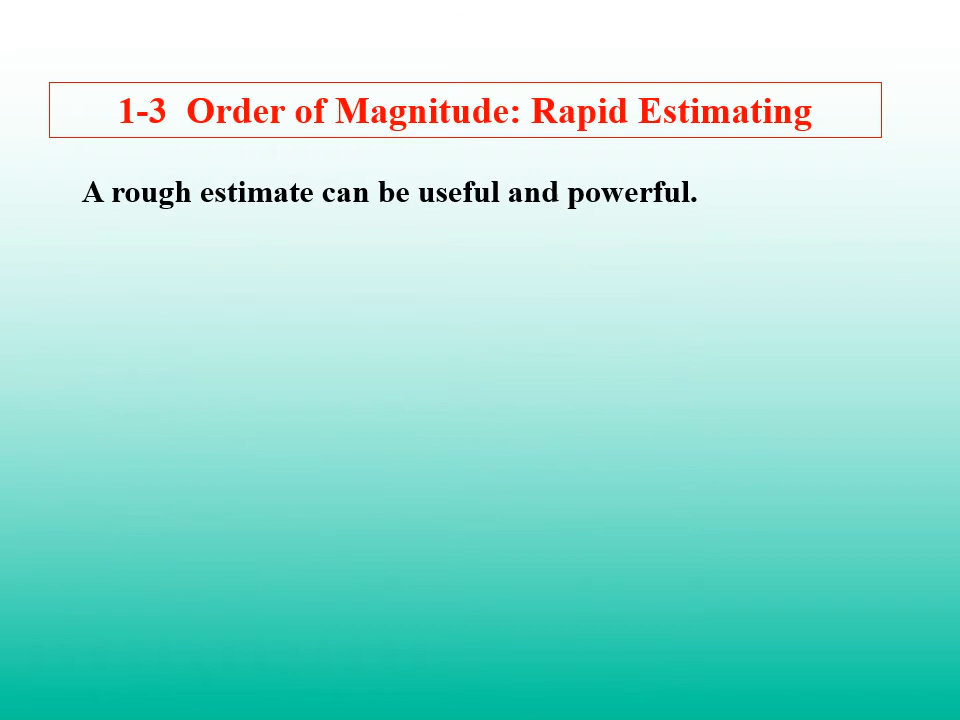 1-3  Order of Magnitude: Rapid Estimating
A rough estimate can be useful and powerful.